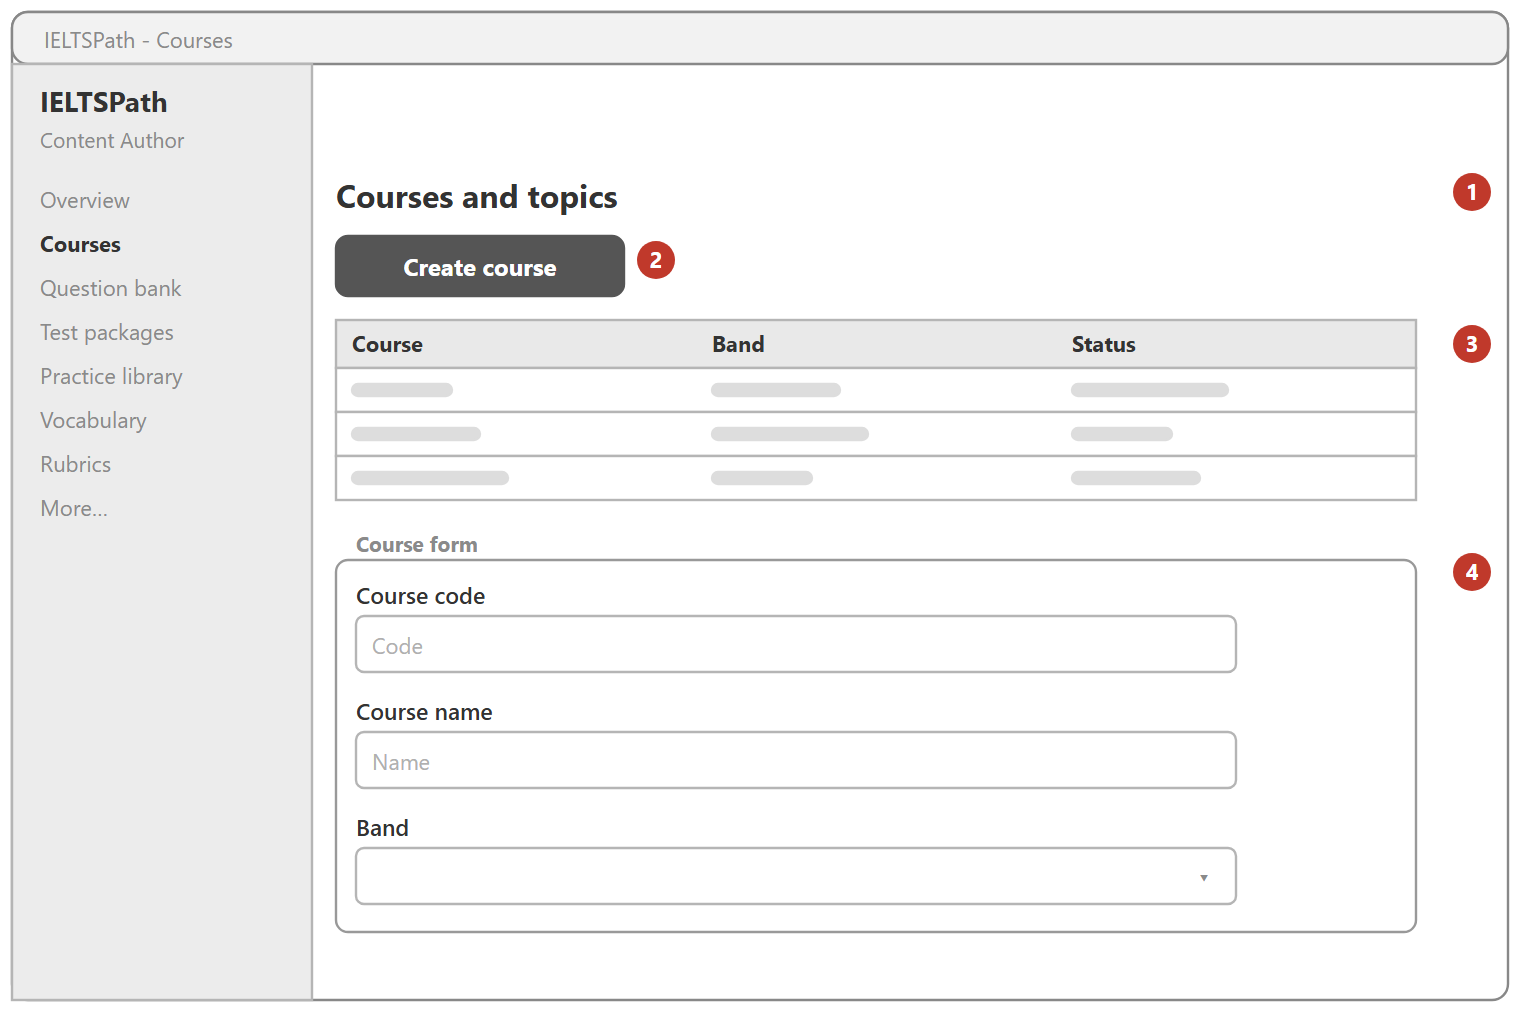 IELTSPath - Courses
IELTSPath
Content Author
Overview
Courses
Question bank
Test packages
Practice library
Vocabulary
Rubrics
More...
Courses and topics
1
Create course
2
Course Band Status
3
Course form
4
Course code
Code
Course name
Name
Band